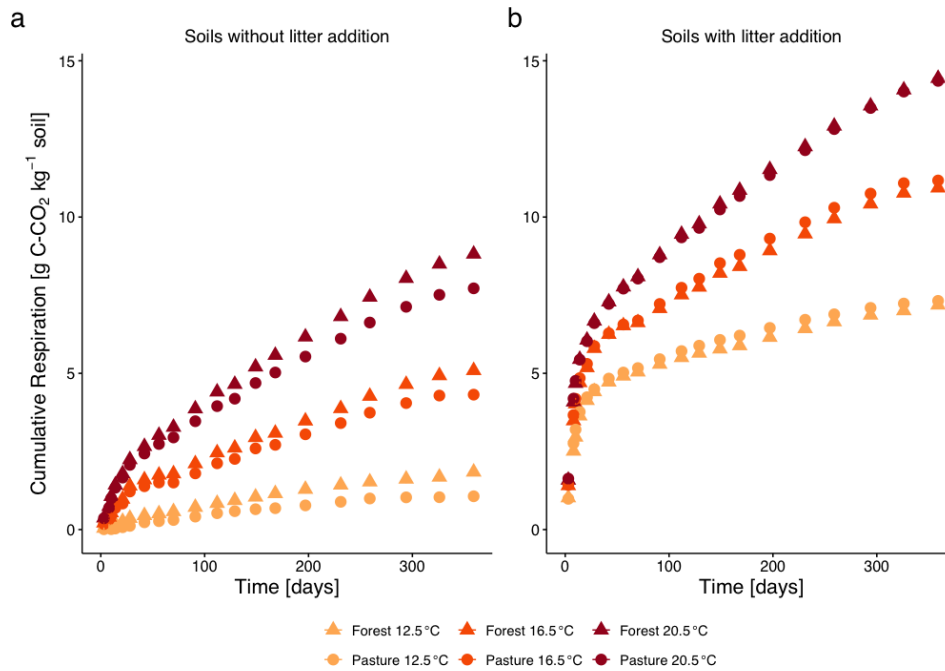 a
b
Soils without litter addition
Soils with litter addition
Cumulative Respiration [g C-CO₂ kg⁻¹ soil]
15
10
5
0
0 100 200 300
Time [days]
15
10
5
0
0 100 200 300
Time [days]
Forest 12.5°C Forest 16.5°C Forest 20.5°C
Pasture 12.5°C Pasture 16.5°C Pasture 20.5°C